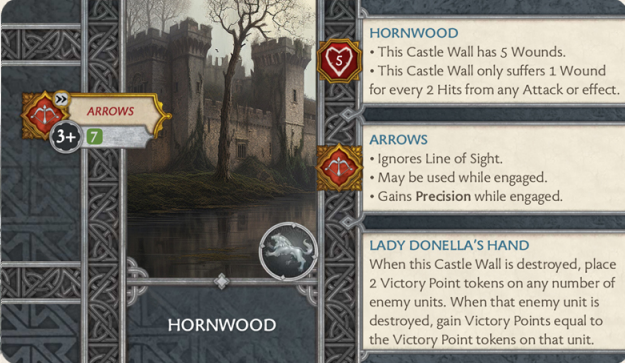 HORNWOOD
• This Castle Wall has 5 Wounds.
• This Castle Wall only suffers 1 Wound
for every 2 Hits from any Attack or effect.
5
ARROWS
3+
7
ARROWS
• Ignores Line of Sight.
• May be used while engaged.
• Gains Precision while engaged.
LADY DONELLA'S HAND
When this Castle Wall is destroyed, place
2 Victory Point tokens on any number of
enemy units. When that enemy unit is
destroyed, gain Victory Points equal to
the Victory Point tokens on that unit.
HORNWOOD